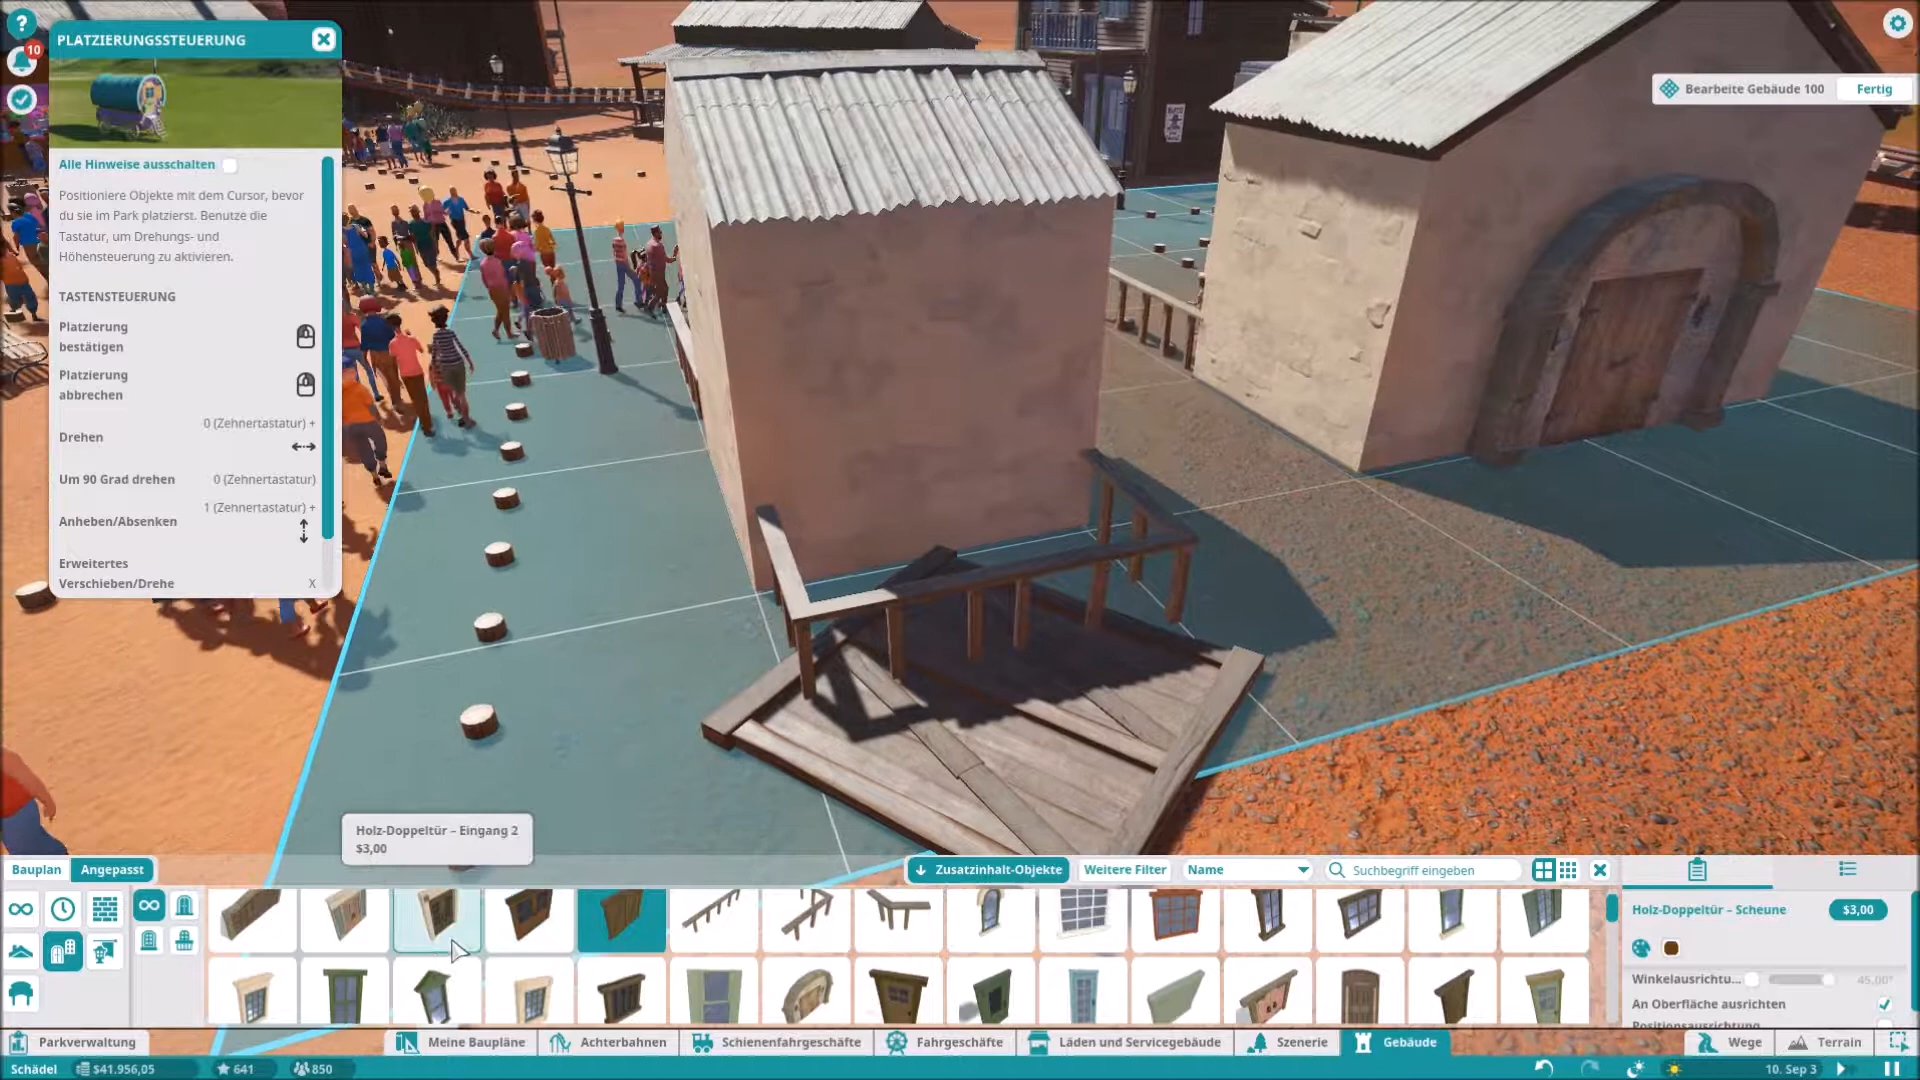 ?
10
PLATZIERUNGSSTEUERUNG
Alle Hinweise ausschalten
Positioniere Objekte mit dem Cursor, bevor
du sie im Park platzierst. Benutze die
Tastatur, um Drehungs- und
Höhensteuerung zu aktivieren.
TASTENSTEUERUNG
Platzierung
bestätigen
Platzierung
abbrechen
Drehen
0 (Zehnertastatur) +
Um 90 Grad drehen
0 (Zehnertastatur)
Anheben/Absenken
1 (Zehnertastatur) +
Erweitertes
Verschieben/Drehe
X
Bearbeite Gebäude 100
Fertig
Holz-Doppeltür – Eingang 2
$3,00
Bauplan
Angepasst
Zusatzinhalt-Objekte
Weitere Filter
Name
Suchbegriff eingeben
Holz-Doppeltür – Scheune
$3,00
Winkelausrichtu...
45,00°
An Oberfläche ausrichten
Positionsausrichtung
Parkverwaltung
Meine Baupläne
Achterbahnen
Schienenfahrgeschäfte
Fahrgeschäfte
Läden und Servicegebäude
Szenerie
Gebäude
Wege
Terrain
Schädel
$41.956,05
641
850
10. Sep 3